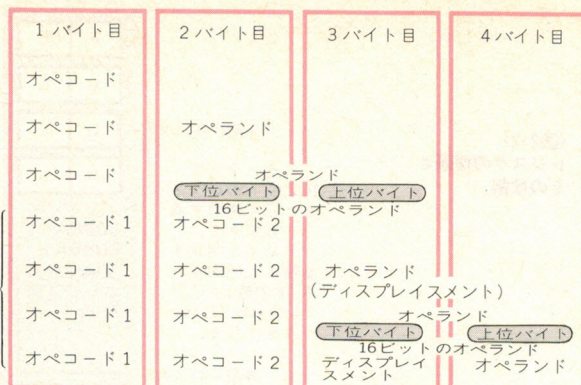 1 バイト目 2 バイト目 3 バイト目 4 バイト目
オペコード
オペコード オペランド
オペコード オペランド
下位バイト 上位バイト
16ビットのオペランド
オペコード 1 オペコード 2
オペコード 1 オペコード 2 オペランド
(ディスプレイスメント)
オペコード 1 オペコード 2 オペランド
下位バイト 上位バイト
16ビットのオペランド
オペコード 1 オペコード 2 ディスプレイ オペランド
スメント